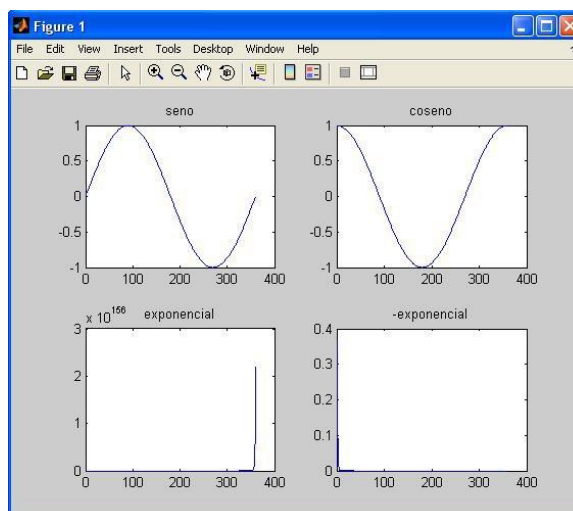 Figure 1
File Edit View Insert Tools Desktop Window Help
seno
1
0.5
0
-0.5
-1
0 100 200 300 400
coseno
1
0.5
0
-0.5
-1
0 100 200 300 400
x 10^156
exponencial
3
2
1
0
0 100 200 300 400
-exponencial
0.4
0.3
0.2
0.1
0
0 100 200 300 400